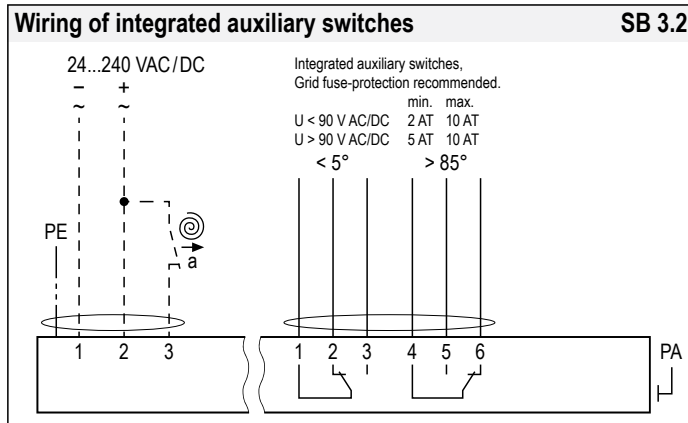 Wiring of integrated auxiliary switches SB 3.2
24...240 VAC/DC
– +
~ ~
Integrated auxiliary switches,
Grid fuse-protection recommended.
min. max.
U < 90 V AC/DC 2 AT 10 AT
U > 90 V AC/DC 5 AT 10 AT
< 5° > 85°
PE
a
1 2 3 1 2 3 4 5 6 PA